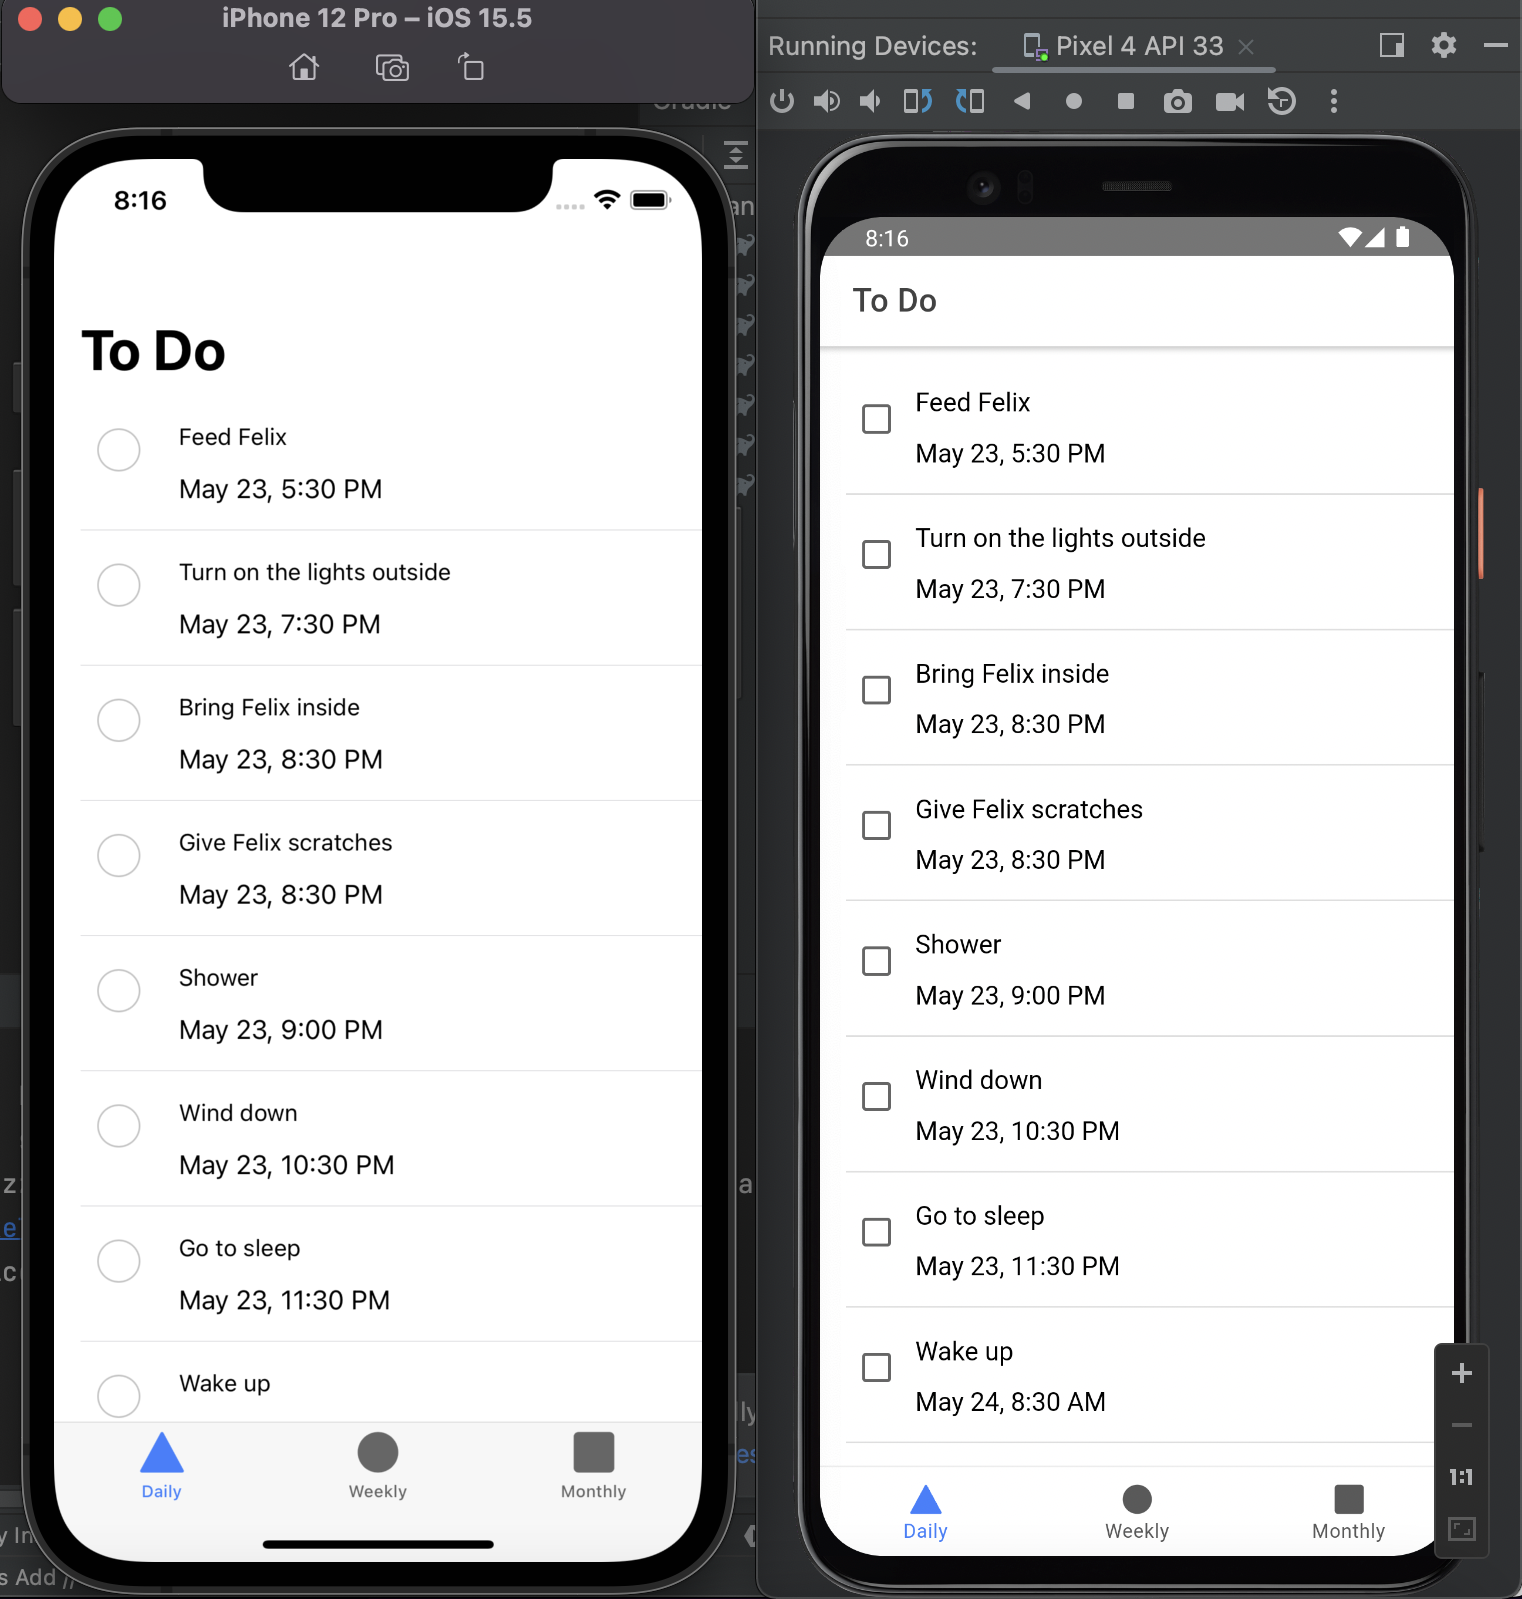 iPhone 12 Pro – iOS 15.5
8:16
To Do
Feed Felix
May 23, 5:30 PM
Turn on the lights outside
May 23, 7:30 PM
Bring Felix inside
May 23, 8:30 PM
Give Felix scratches
May 23, 8:30 PM
Shower
May 23, 9:00 PM
Wind down
May 23, 10:30 PM
Go to sleep
May 23, 11:30 PM
Wake up
Daily
Weekly
Monthly
s Add //
Running Devices:
Pixel 4 API 33
8:16
To Do
Feed Felix
May 23, 5:30 PM
Turn on the lights outside
May 23, 7:30 PM
Bring Felix inside
May 23, 8:30 PM
Give Felix scratches
May 23, 8:30 PM
Shower
May 23, 9:00 PM
Wind down
May 23, 10:30 PM
Go to sleep
May 23, 11:30 PM
Wake up
May 24, 8:30 AM
Daily
Weekly
Monthly
1:1